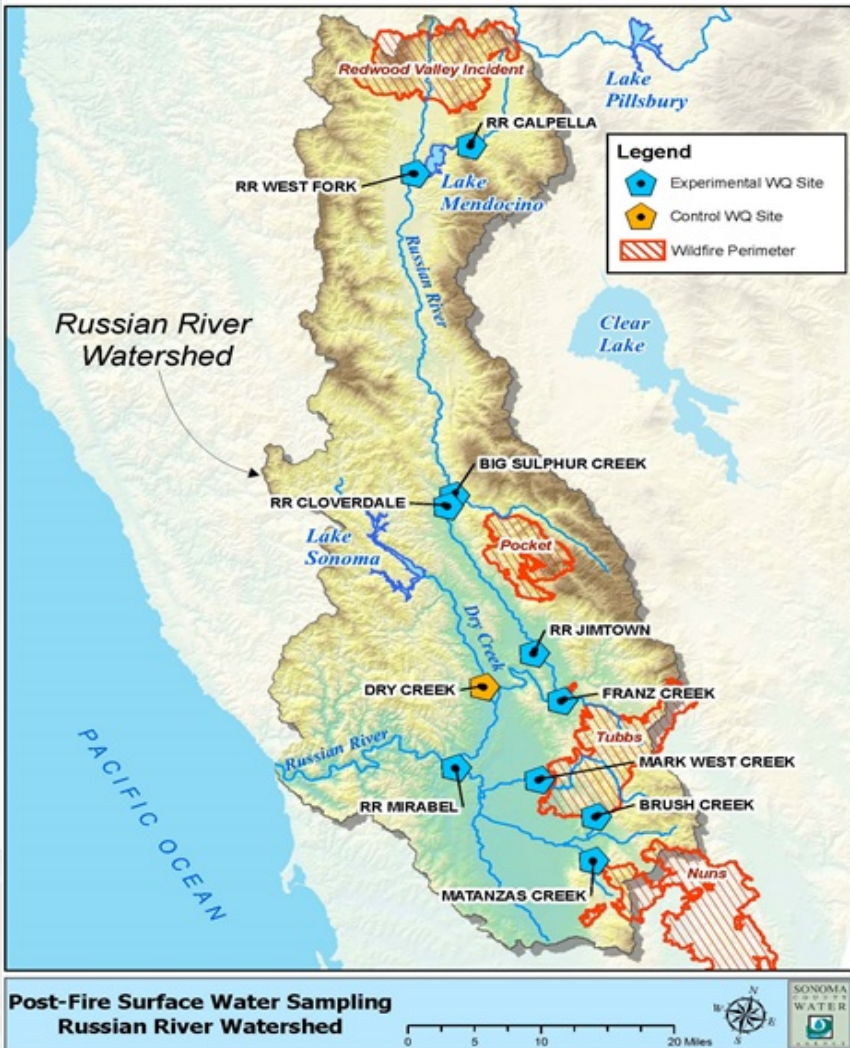 Redwood Valley Incident
Lake
Pillsbury
RR CALPELLA
Legend
Experimental WQ Site
Control WQ Site
Wildfire Perimeter
RR WEST FORK
Lake
Mendocino
Russian River
Clear
Lake
Russian River
Watershed
BIG SULPHUR CREEK
RR CLOVERDALE
Lake
Sonoma
Pocket
Dry Creek
RR JIMTOWN
DRY CREEK
FRANZ CREEK
Tubbs
Russian River
MARK WEST CREEK
RR MIRABEL
BRUSH CREEK
PACIFIC OCEAN
Nuns
MATANZAS CREEK
Post-Fire Surface Water Sampling
Russian River Watershed
0 5 10 20 Miles
N
W
E
S
SONOMA
COUNTY
WATER
AGENCY